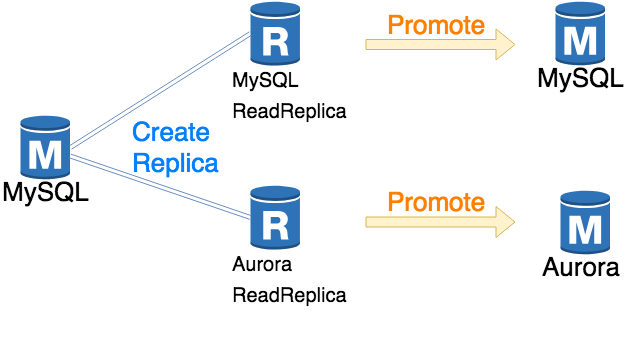 R
MySQL
ReadReplica
Promote
M
MySQL
M
MySQL
Create
Replica
R
Aurora
ReadReplica
Promote
M
Aurora